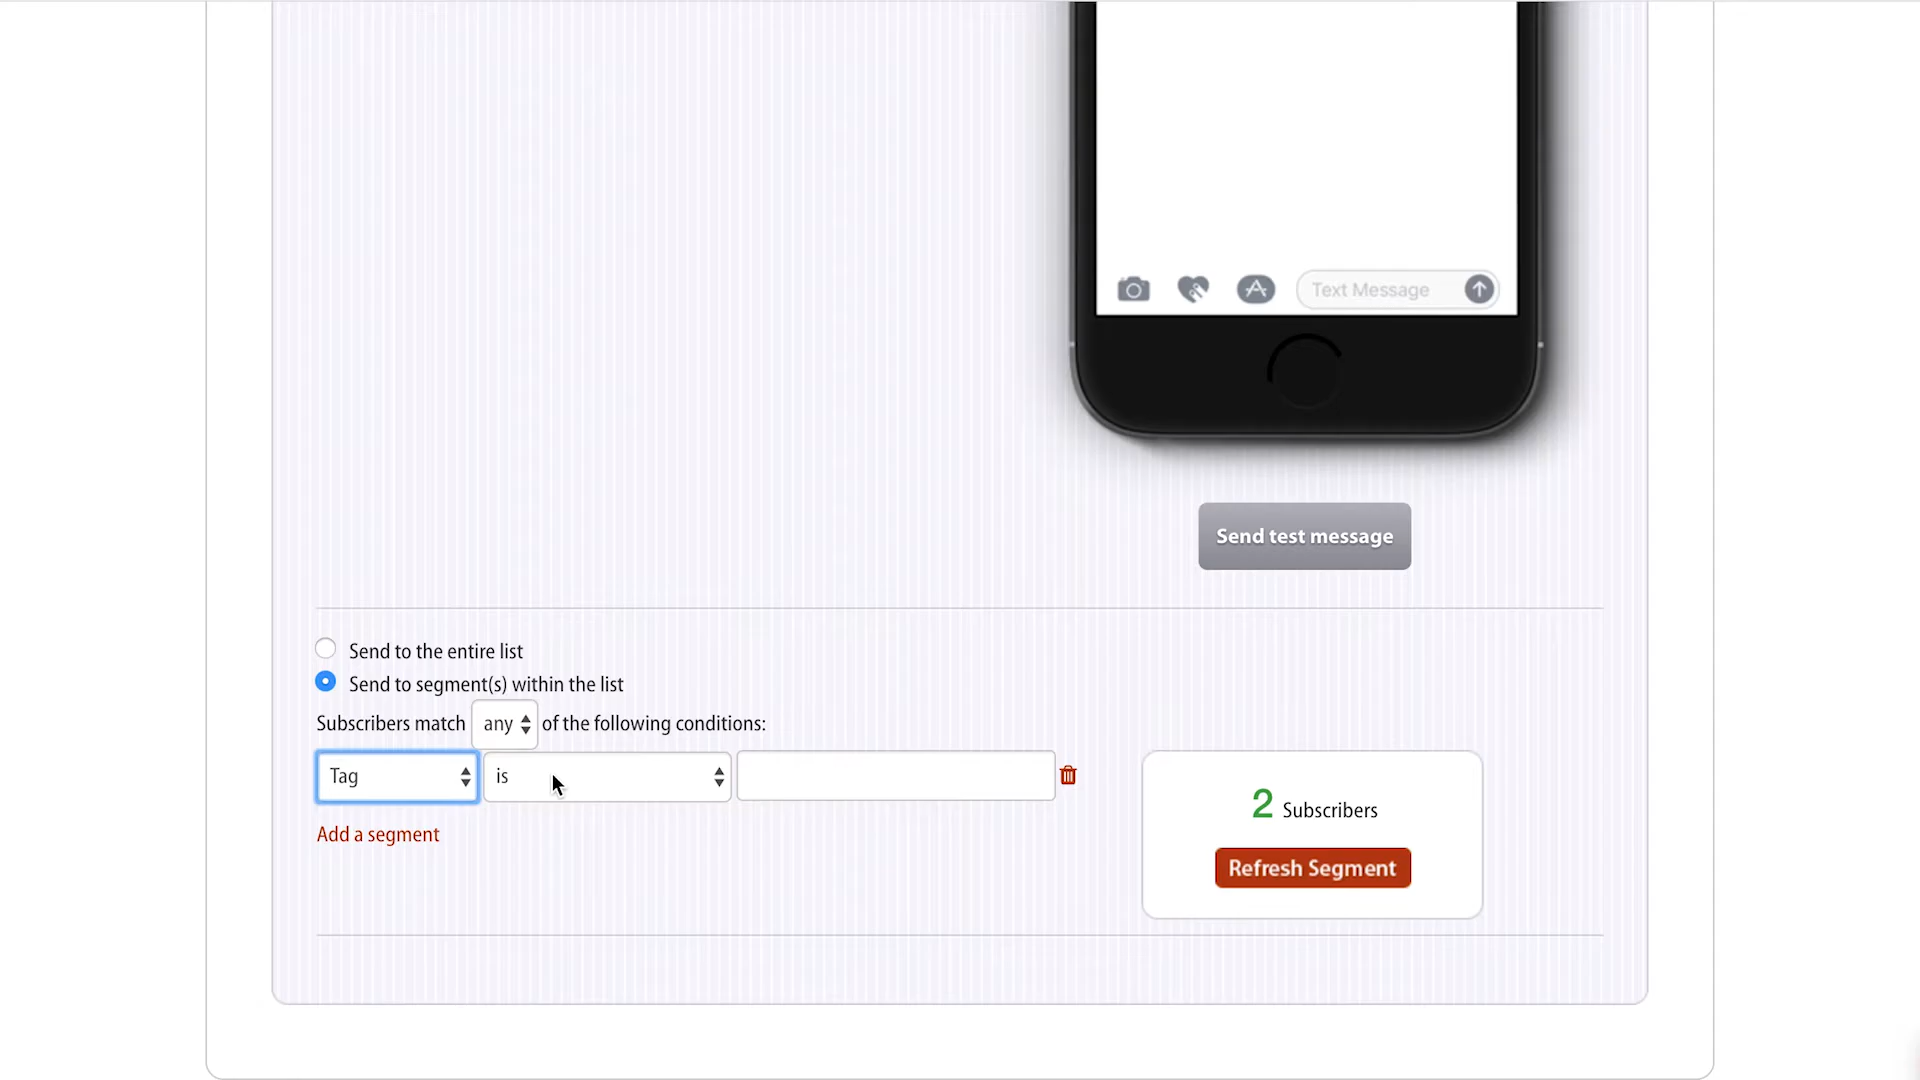 Text Message
Send test message
Send to the entire list
Send to segment(s) within the list
Subscribers match any of the following conditions:
Tag is
Add a segment
2 Subscribers
Refresh Segment